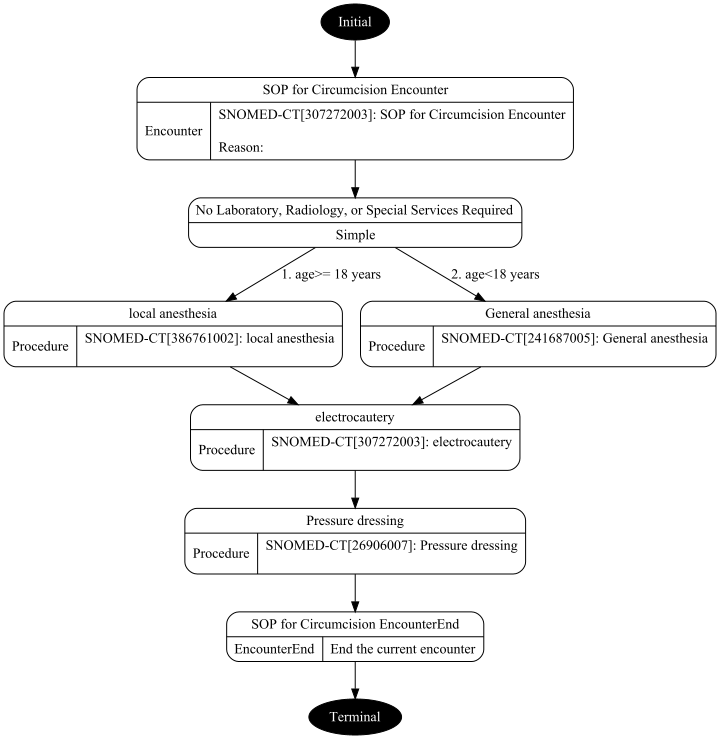 Initial
SOP for Circumcision Encounter
Encounter
SNOMED-CT[307272003]: SOP for Circumcision Encounter
Reason:
No Laboratory, Radiology, or Special Services Required
Simple
1. age>= 18 years
2. age<18 years
local anesthesia
Procedure
SNOMED-CT[386761002]: local anesthesia
General anesthesia
Procedure
SNOMED-CT[241687005]: General anesthesia
electrocautery
Procedure
SNOMED-CT[307272003]: electrocautery
Pressure dressing
Procedure
SNOMED-CT[26906007]: Pressure dressing
SOP for Circumcision EncounterEnd
EncounterEnd
End the current encounter
Terminal